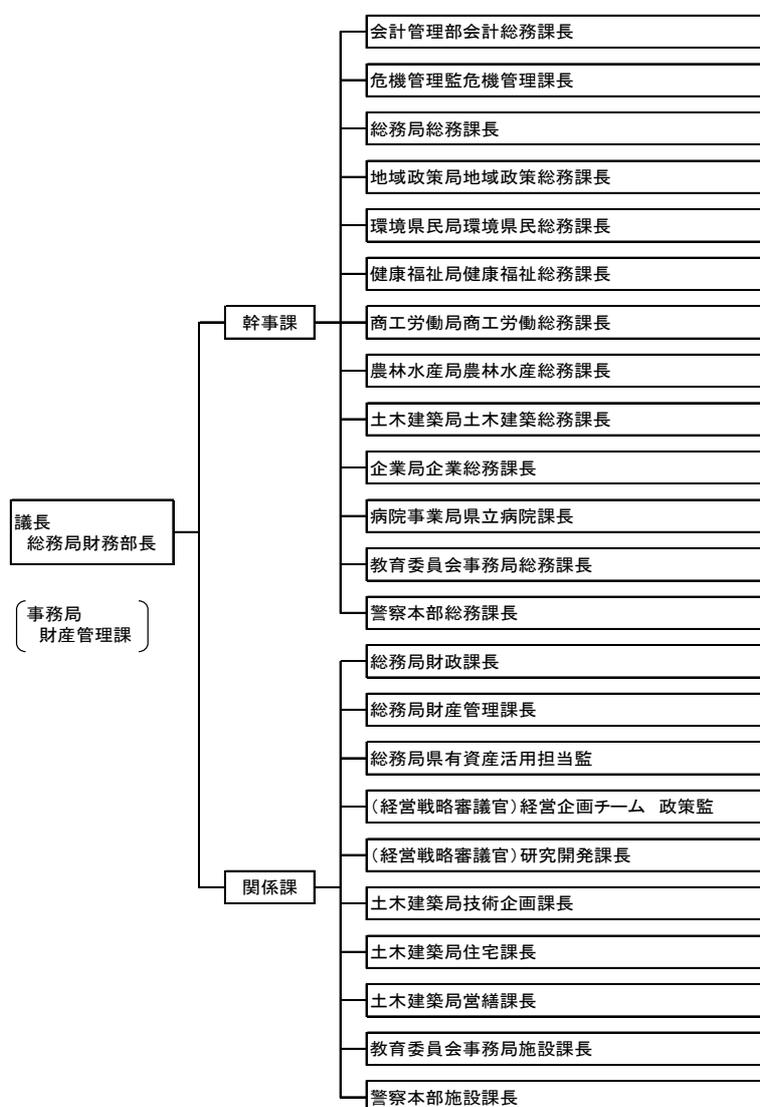 議長
総務局財務部長
事務局
財産管理課
幹事課
会計管理部会計総務課長
危機管理監危機管理課長
総務局総務課長
地域政策局地域政策総務課長
環境県民局環境県民総務課長
健康福祉局健康福祉総務課長
商工労働局商工労働総務課長
農林水産局農林水産総務課長
土木建築局土木建築総務課長
企業局企業総務課長
病院事業局県立病院課長
教育委員会事務局総務課長
警察本部総務課長
関係課
総務局財政課長
総務局財産管理課長
総務局県有資産活用担当監
（経営戦略審議官）経営企画チーム　政策監
（経営戦略審議官）研究開発課長
土木建築局技術企画課長
土木建築局住宅課長
土木建築局営繕課長
教育委員会事務局施設課長
警察本部施設課長